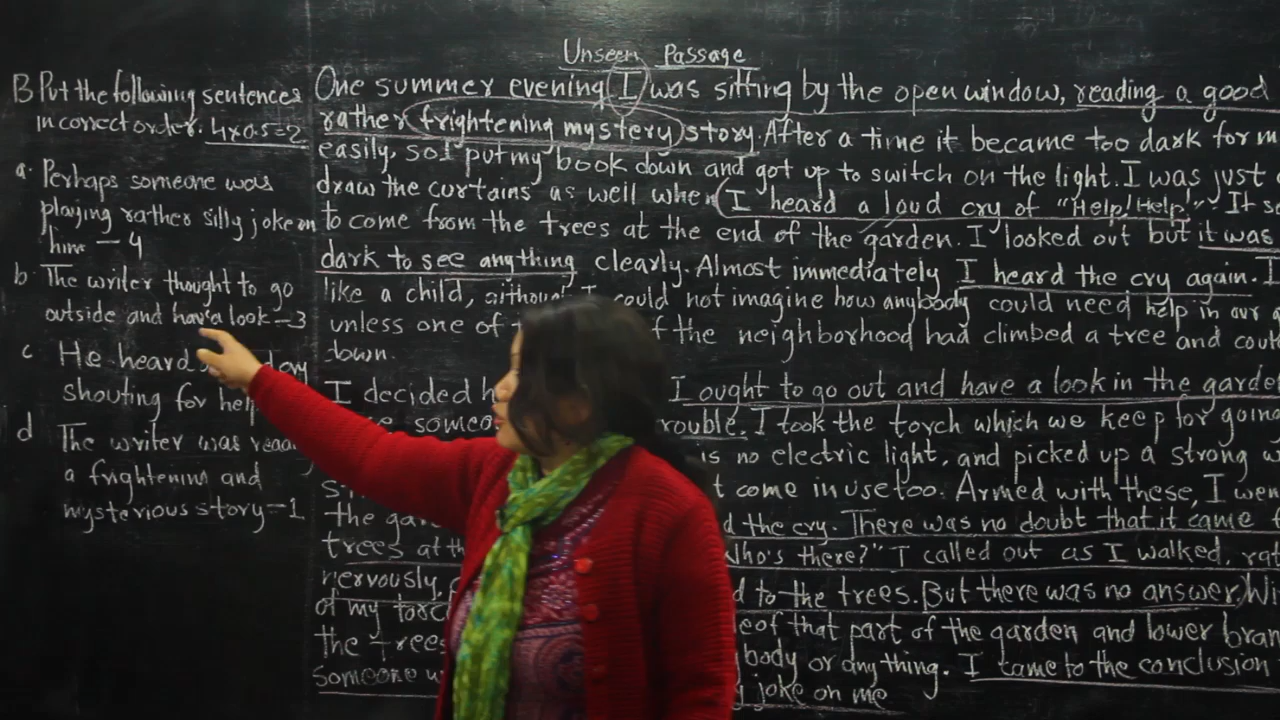 Unseen Passage
B Put the following sentences
in correct order. 4x0.5=2
a. Perhaps someone was
playing rather silly joke on
him - 4
b. The writer thought to go
outside and have a look - 3
c He heard
shouting for help
d The writer was
a frightening and
mysterious story - 1
One summer evening I was sitting by the open window, reading a good
rather frightening mystery story. After a time it became too dark for
easily, so I put my book down and got up to switch on the light. I was just
draw the curtains as well when I heard a loud cry of "Help! Help!" It
to come from the trees at the end of the garden. I looked out but it was
dark to see anything clearly. Almost immediately I heard the cry again.
like a child, although I could not imagine how anybody could need help in our
unless one of the neighborhood had climbed a tree and
down.
I decided I ought to go out and have a look in the
trouble. I took the torch which we keep for going
is no electric light, and picked up a strong
come in use too. Armed with these, I
the the cry. There was no doubt that it came
trees at the Who's there?" I called out as I walked,
nervously, to the trees. But there was no answer.
of my torch of that part of the garden and lower
the trees body or anything. I came to the conclusion
someone joke on me